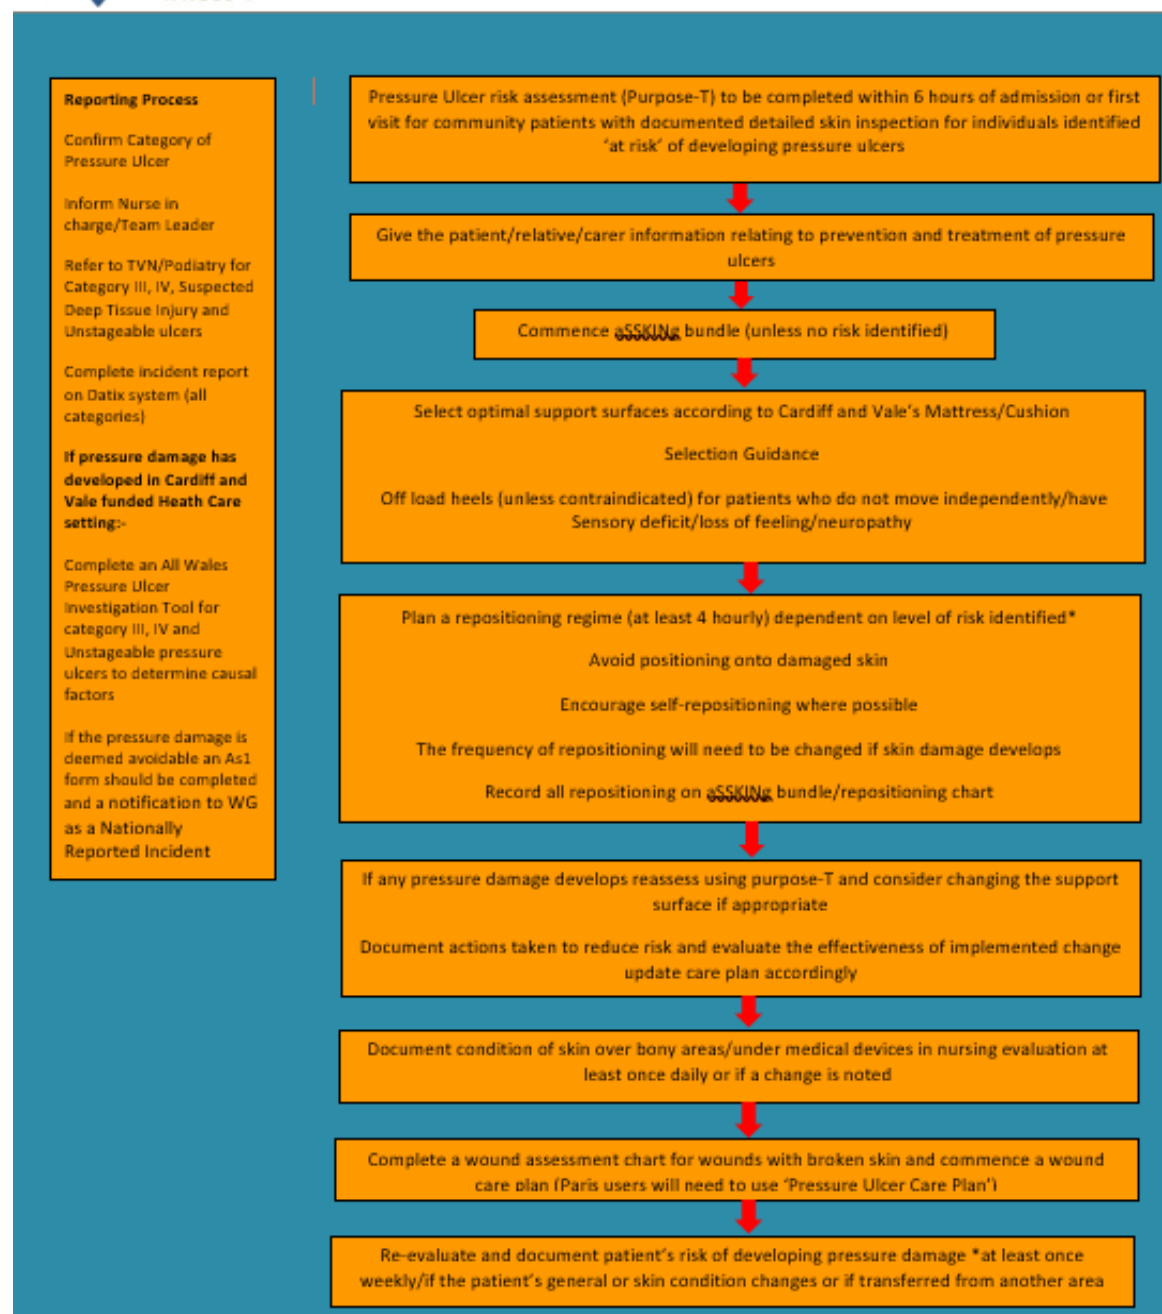 Reporting Process
Confirm Category of
Pressure Ulcer
Inform Nurse in
charge/Team Leader
Refer to TVN/Podiatry for
Category III, IV, Suspected
Deep Tissue Injury and
Unstageable ulcers
Complete incident report
on Datix system (all
categories)
If pressure damage has
developed in Cardiff and
Vale funded Heath Care
setting:-
Complete an All Wales
Pressure Ulcer
Investigation Tool for
category III, IV and
Unstageable pressure
ulcers to determine causal
factors
If the pressure damage is
deemed avoidable an As1
form should be completed
and a notification to WG
as a Nationally
Reported Incident
Pressure Ulcer risk assessment (Purpose-T) to be completed within 6 hours of admission or first
visit for community patients with documented detailed skin inspection for individuals identified
‘at risk’ of developing pressure ulcers
Give the patient/relative/carer information relating to prevention and treatment of pressure
ulcers
Commence aSSKINg bundle (unless no risk identified)
Select optimal support surfaces according to Cardiff and Vale’s Mattress/Cushion
Selection Guidance
Off load heels (unless contraindicated) for patients who do not move independently/have
Sensory deficit/loss of feeling/neuropathy
Plan a repositioning regime (at least 4 hourly) dependent on level of risk identified*
Avoid positioning onto damaged skin
Encourage self-repositioning where possible
The frequency of repositioning will need to be changed if skin damage develops
Record all repositioning on aSSKINg bundle/repositioning chart
If any pressure damage develops reassess using purpose-T and consider changing the support
surface if appropriate
Document actions taken to reduce risk and evaluate the effectiveness of implemented change
update care plan accordingly
Document condition of skin over bony areas/under medical devices in nursing evaluation at
least once daily or if a change is noted
Complete a wound assessment chart for wounds with broken skin and commence a wound
care plan (Paris users will need to use ‘Pressure Ulcer Care Plan’)
Re-evaluate and document patient’s risk of developing pressure damage *at least once
weekly/if the patient’s general or skin condition changes or if transferred from another area